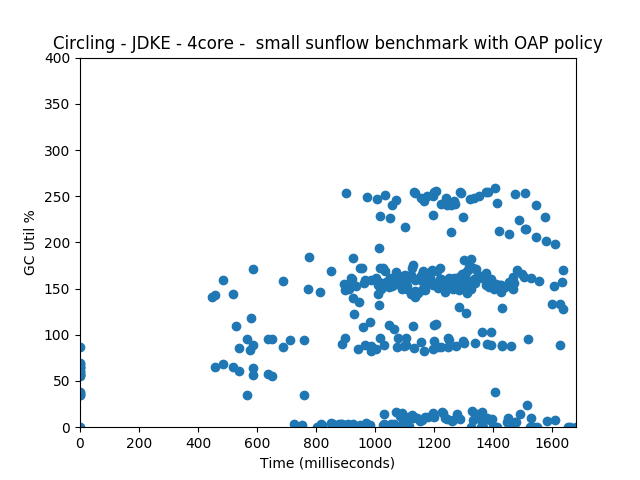 Circling - JDKE - 4core -  small sunflow benchmark with OAP policy
400
350
300
250
200
150
100
50
0
GC Util %
0 200 400 600 800 1000 1200 1400 1600
Time (milliseconds)